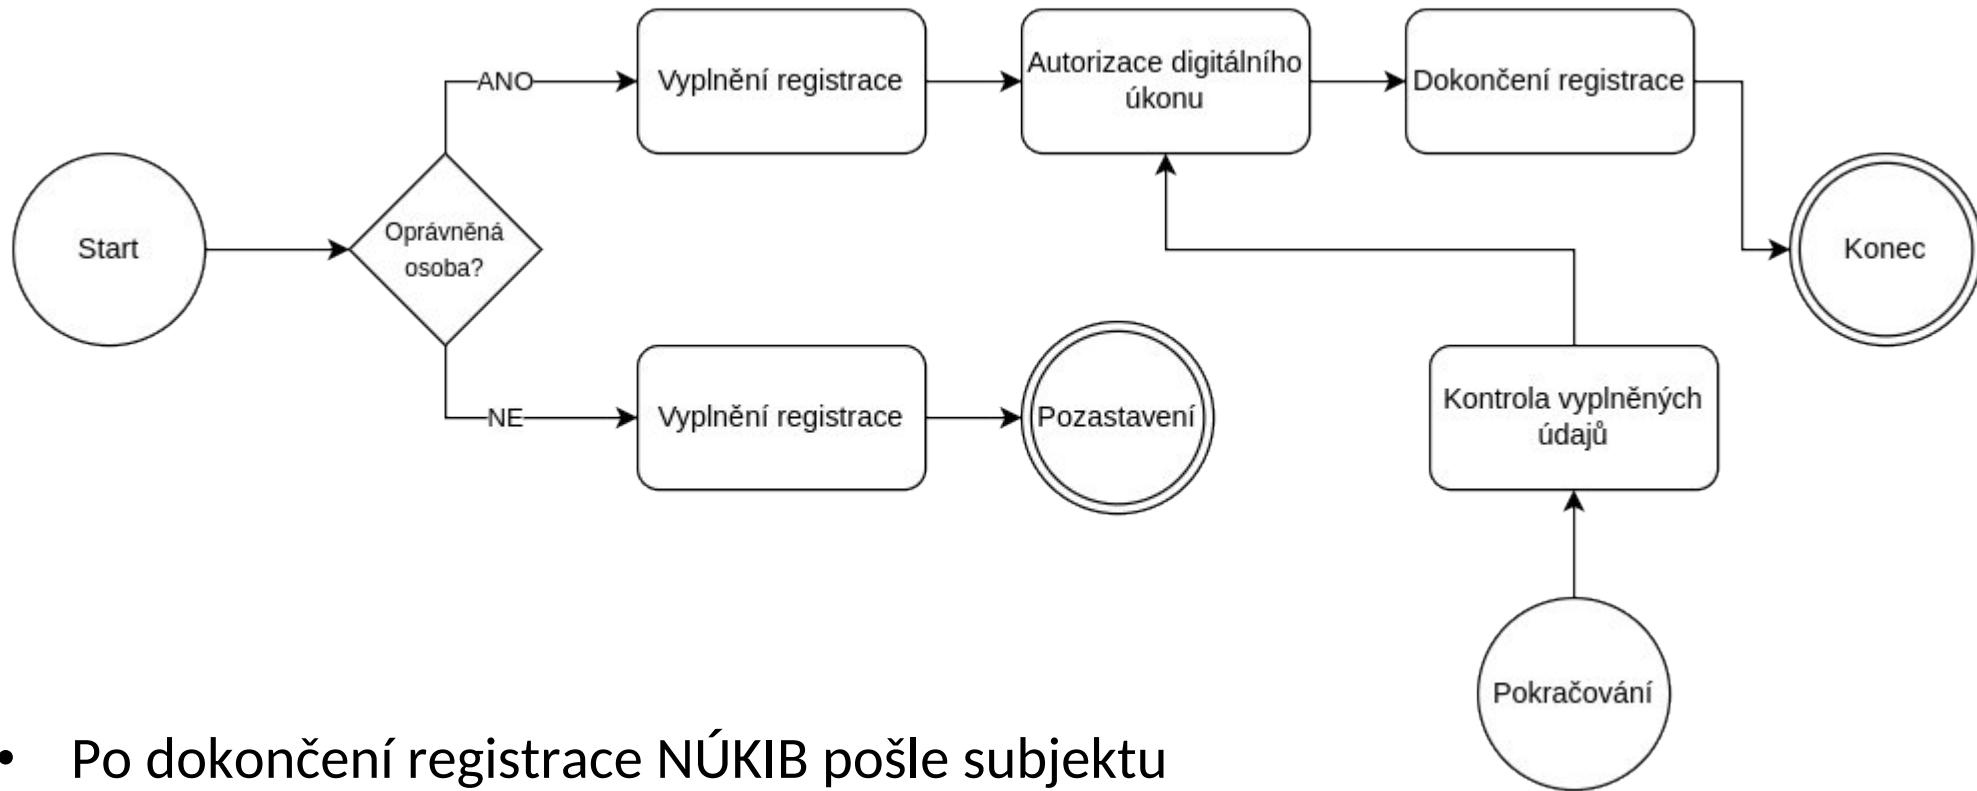 ANO
Vyplnění registrace
Autorizace digitálního
úkonu
Dokončení registrace
Start
Oprávněná
osoba?
Konec
NE
Vyplnění registrace
Pozastavení
Kontrola vyplněných
údajů
Pokračování
• Po dokončení registrace NÚKIB pošle subjektu